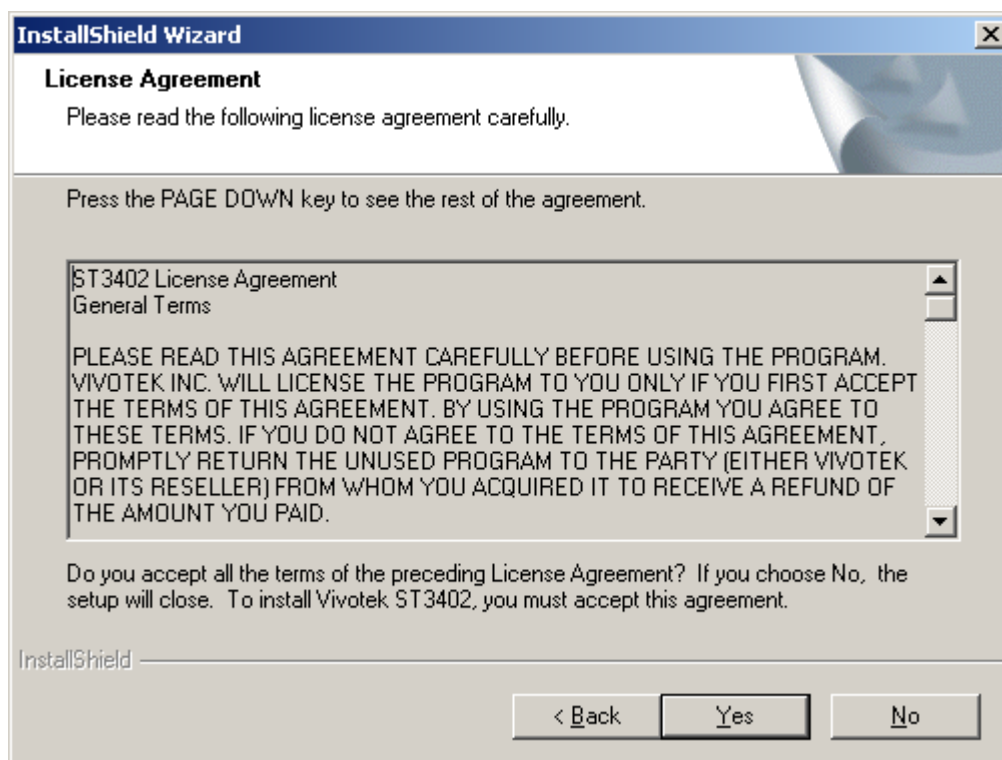 InstallShield Wizard
License Agreement
Please read the following license agreement carefully.
Press the PAGE DOWN key to see the rest of the agreement.
ST3402 License Agreement
General Terms
PLEASE READ THIS AGREEMENT CAREFULLY BEFORE USING THE PROGRAM.
VIVOTEK INC. WILL LICENSE THE PROGRAM TO YOU ONLY IF YOU FIRST ACCEPT
THE TERMS OF THIS AGREEMENT. BY USING THE PROGRAM YOU AGREE TO
THESE TERMS. IF YOU DO NOT AGREE TO THE TERMS OF THIS AGREEMENT,
PROMPTLY RETURN THE UNUSED PROGRAM TO THE PARTY (EITHER VIVOTEK
OR ITS RESELLER) FROM WHOM YOU ACQUIRED IT TO RECEIVE A REFUND OF
THE AMOUNT YOU PAID.
Do you accept all the terms of the preceding License Agreement?  If you choose No,  the
setup will close.  To install Vivotek ST3402, you must accept this agreement.
InstallShield
< Back
Yes
No